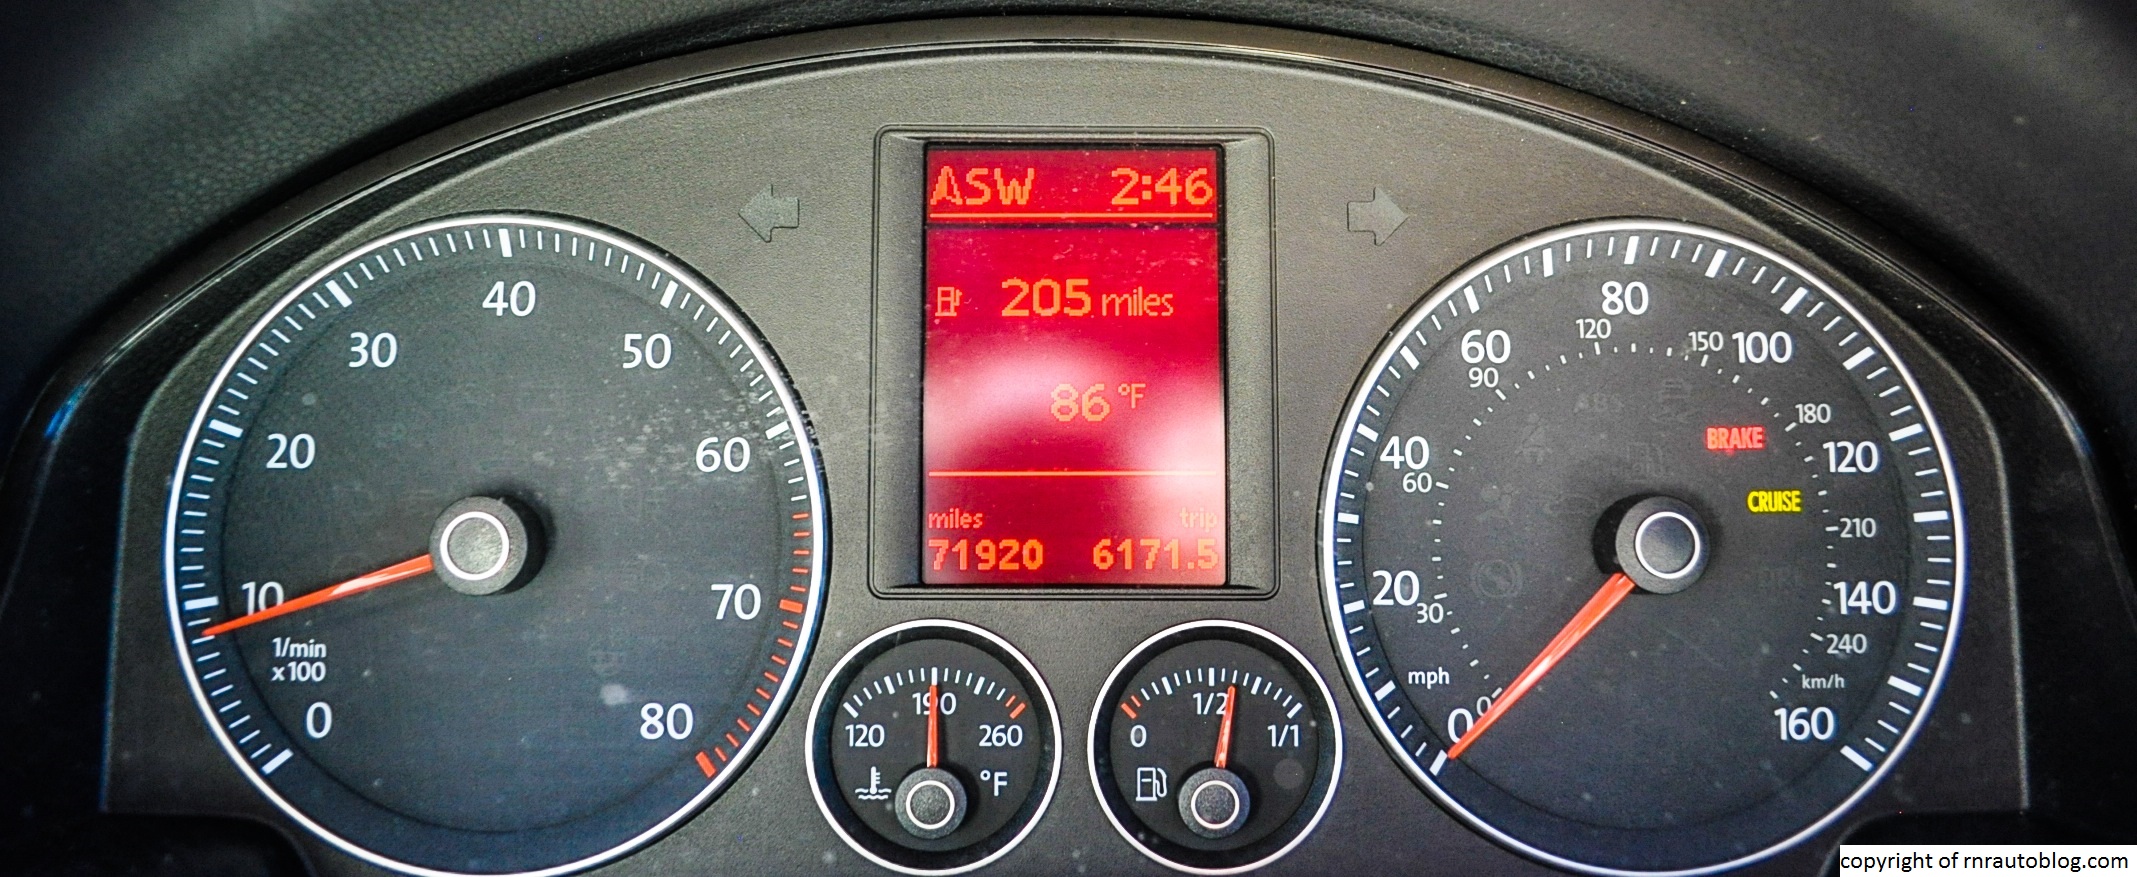 ASW 2:46
205 miles
86 °F
miles trip
71920 6171.5
0
10
20
30
40
50
60
70
80
1/min
x100
120 190 260
°F
0 1/2 1/1
0 20 40 60 80 100 120 140 160
mph
0 30 60 90 120 150 180 210 240
km/h
BRAKE
CRUISE
ABS
copyright of rnrautoblog.com